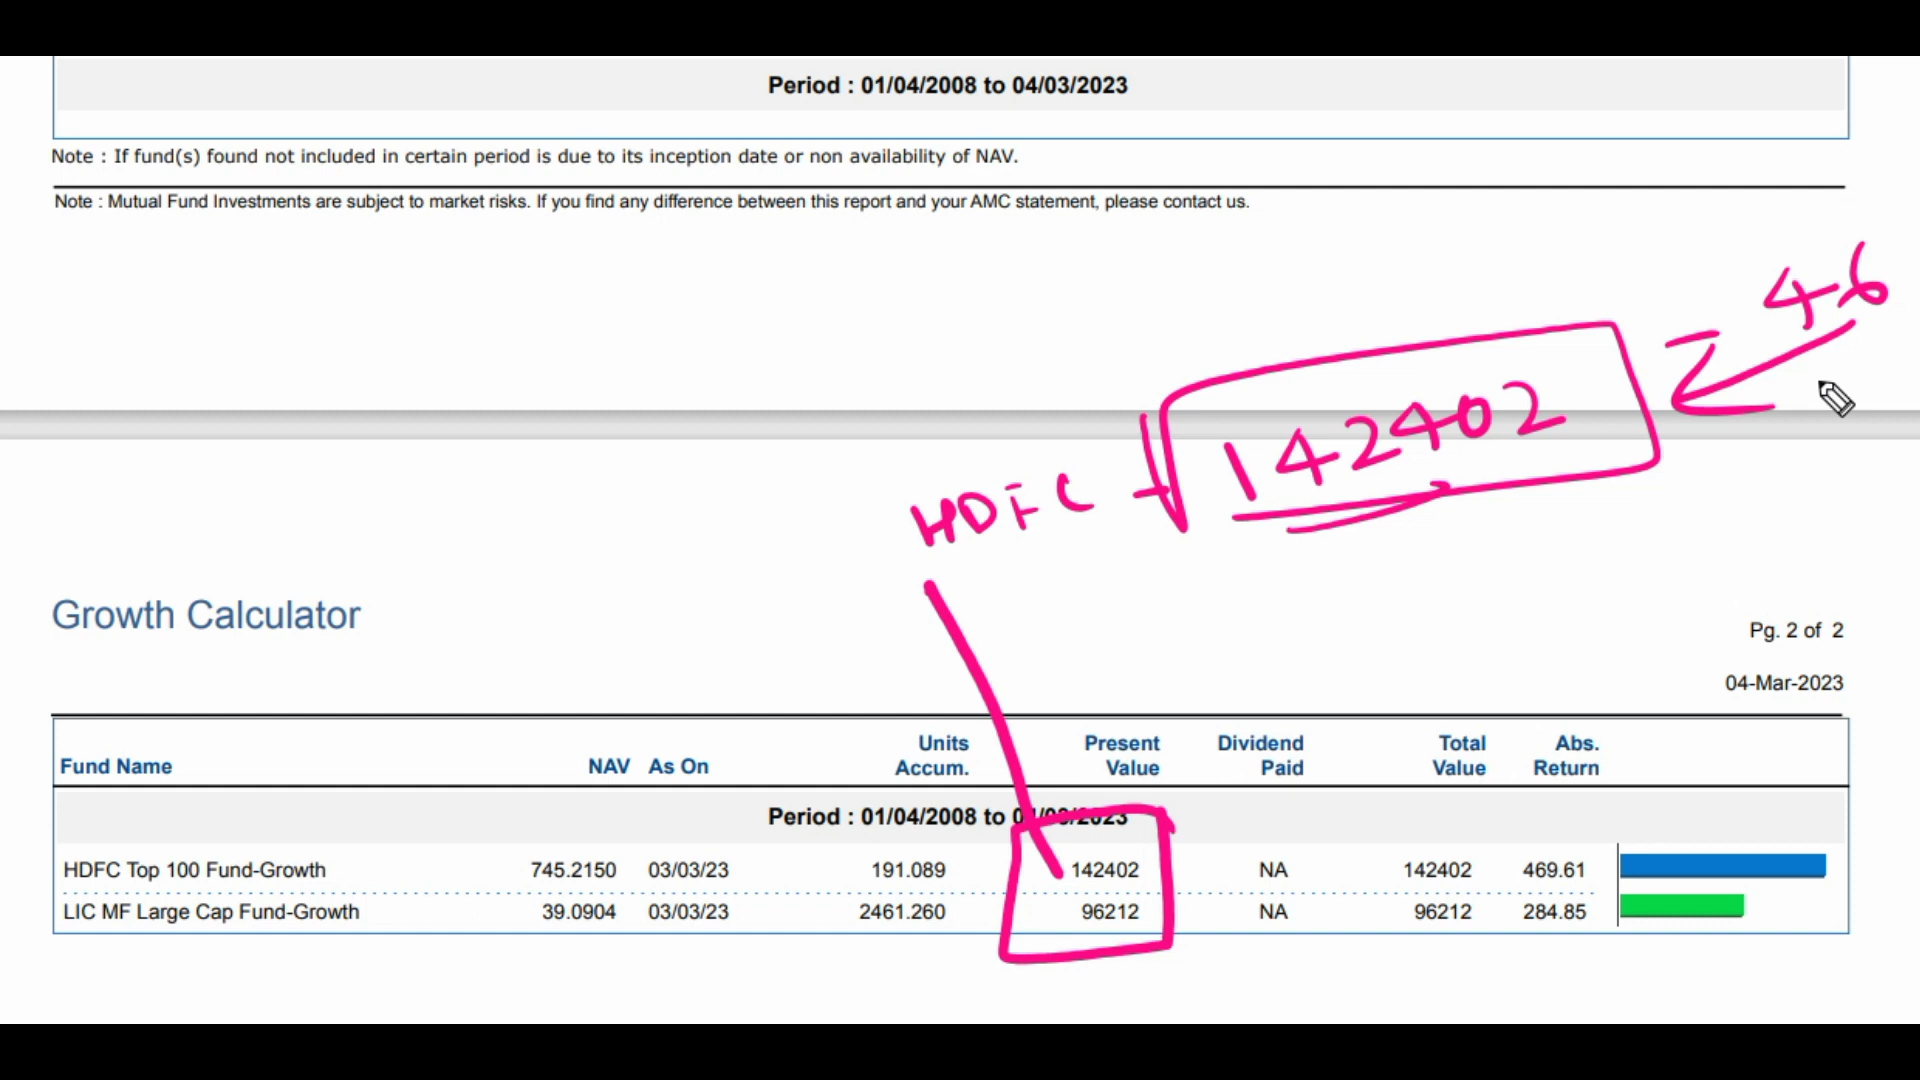 Period : 01/04/2008 to 04/03/2023
Note : If fund(s) found not included in certain period is due to its inception date or non availability of NAV.
Note : Mutual Fund Investments are subject to market risks. If you find any difference between this report and your AMC statement, please contact us.
46
142402
HDFC
Growth Calculator
Pg. 2 of 2
04-Mar-2023
Fund Name NAV As On Units Accum. Present Value Dividend Paid Total Value Abs. Return
Period : 01/04/2008 to 04/03/2023
HDFC Top 100 Fund-Growth 745.2150 03/03/23 191.089 142402 NA 142402 469.61
LIC MF Large Cap Fund-Growth 39.0904 03/03/23 2461.260 96212 NA 96212 284.85